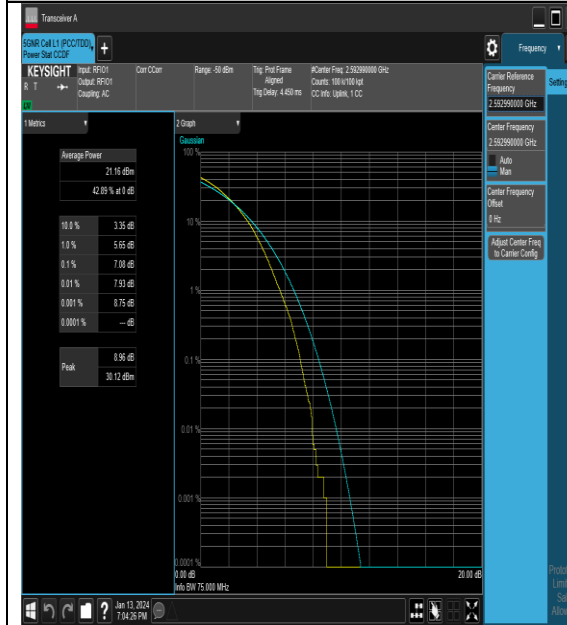 Transceiver A
5GNR Cell L1 (PCC/TDD),
Power Stat CCDF
Frequency
KEYSIGHT
R T
LV
Input: RFIO1
Output: RFIO1
Coupling: AC
Corr CCorr
Range: -50 dBm
Trig: Prot Frame
Aligned
Trig Delay: 4.450 ms
#Center Freq: 2.592990000 GHz
Counts: 100 k/100 kpt
CC Info: Uplink, 1 CC
Carrier Reference
Frequency
2.592990000 GHz
Setting
Center Frequency
2.592990000 GHz
Auto
Man
Center Frequency
Offset
0 Hz
Adjust Center Freq
to Carrier Config
1 Metrics
Average Power
21.16 dBm
42.89 % at 0 dB
10.0 % 3.35 dB
1.0 % 5.65 dB
0.1 % 7.08 dB
0.01 % 7.93 dB
0.001 % 8.75 dB
0.0001 % --- dB
Peak
8.96 dB
30.12 dBm
2 Graph
Gaussian
100 %
10 %
1 %
0.1 %
0.01 %
0.001 %
0.0001 %
0.00 dB
20.00 dB
Info BW 75.000 MHz
Jan 13, 2024
7:04:26 PM